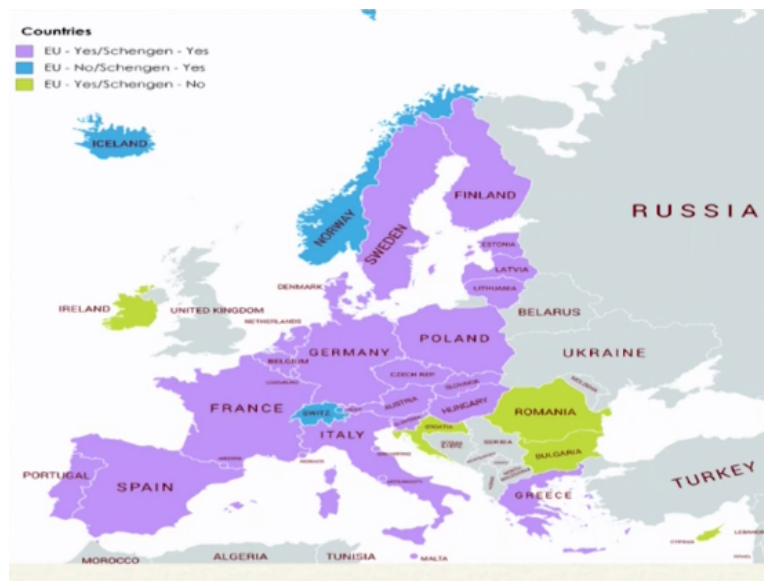 Countries
EU - Yes/Schengen - Yes
EU - No/Schengen - Yes
EU - Yes/Schengen - No
ICELAND
FINLAND
NORWAY
SWEDEN
RUSSIA
ESTONIA
LATVIA
LITHUANIA
DENMARK
IRELAND
UNITED KINGDOM
NETHERLANDS
BELARUS
POLAND
GERMANY
BELGIUM
UKRAINE
CZECH REP.
SLOVAKIA
MOLDOVA
FRANCE
SWITZ.
AUSTRIA
HUNGARY
ROMANIA
CROATIA
ITALY
SERBIA
BULGARIA
PORTUGAL
SPAIN
GREECE
TURKEY
CYPRUS
LEBANON
MOROCCO
ALGERIA
TUNISIA
MALTA